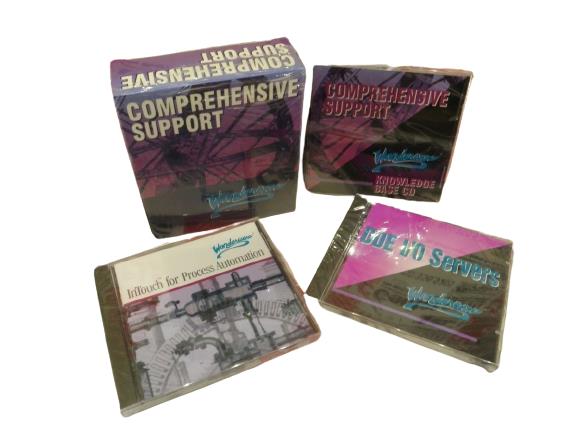 COMPREHENSIVE
SUPPORT
COMPREHENSIVE
SUPPORT
Wonderware
COMPREHENSIVE
SUPPORT
Wonderware
KNOWLEDGE
BASE CD
Wonderware
InTouch for Process Automation
DDE I/O Servers
Wonderware